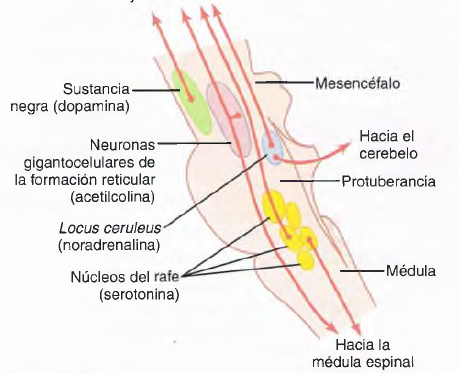 Sustancia
negra (dopamina)
Neuronas
gigantocelulares de
la formación reticular
(acetilcolina)
Locus ceruleus
(noradrenalina)
Núcleos del rafe
(serotonina)
Mesencéfalo
Hacia el
cerebelo
Protuberancia
Médula
Hacia la
médula espinal